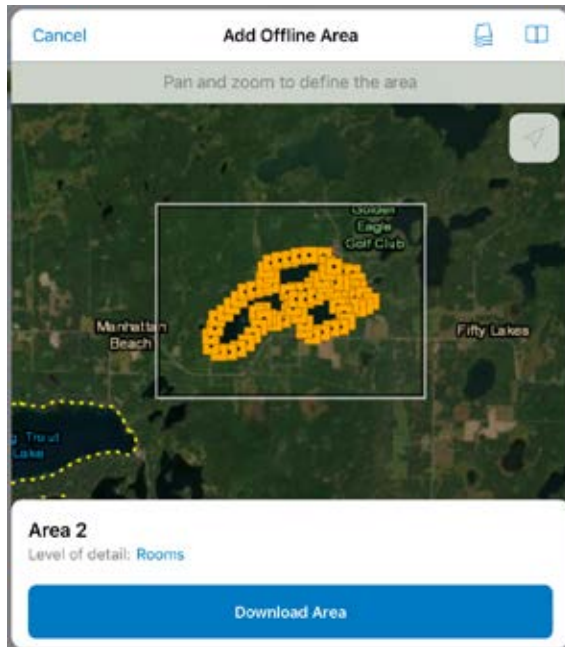 Cancel
Add Offline Area
Pan and zoom to define the area
Golden
Eagle
Golf Club
Manhattan
Beach
Fifty Lakes
Trout
Lake
Area 2
Level of detail: Rooms
Download Area